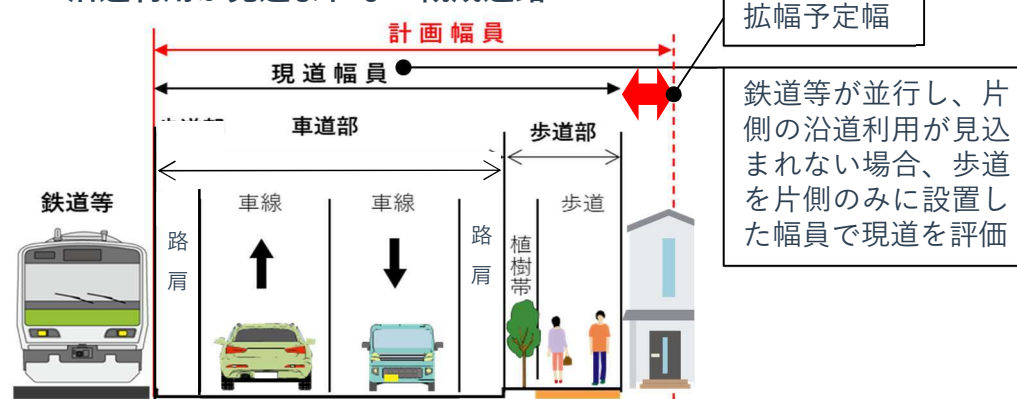 拡幅予定幅
計画幅員
現道幅員
鉄道等が並行し、片
側の沿道利用が見込
まれない場合、歩道
を片側のみに設置し
た幅員で現道を評価
車道部
歩道部
鉄道等
車線
車線
歩道
路肩
路肩
植樹帯